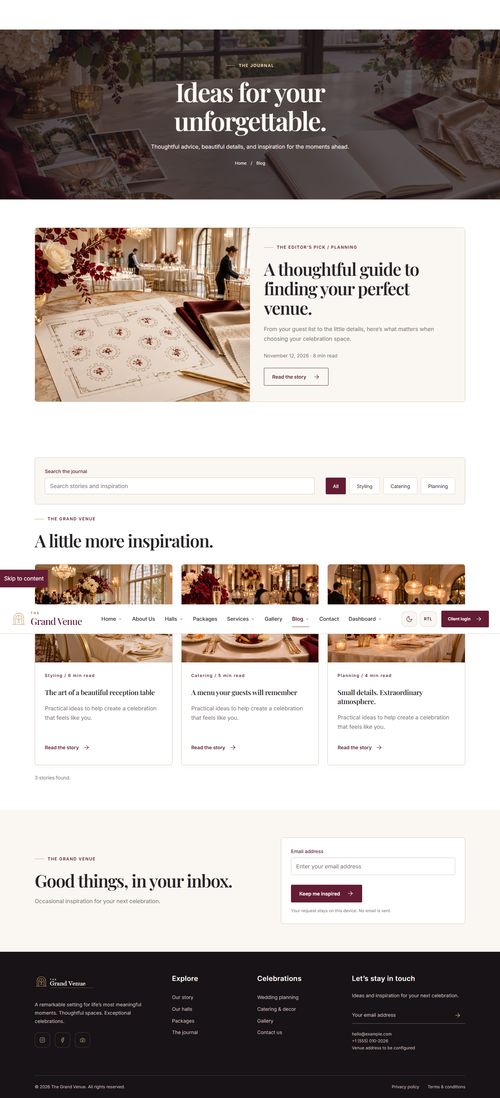 THE JOURNAL
Ideas for your
unforgettable.
Thoughtful advice, beautiful details, and inspiration for the moments ahead.
Home / Blog
THE EDITOR'S PICK / PLANNING
A thoughtful guide to
finding your perfect
venue.
From your guest list to the little details, here's what matters when
choosing your celebration space.
November 12, 2026 · 8 min read
Read the story
Search the journal
Search stories and inspiration
All
Styling
Catering
Planning
THE GRAND VENUE
A little more inspiration.
Skip to content
THE
Grand Venue
Home
About Us
Halls
Packages
Services
Gallery
Blog
Contact
Dashboard
RTL
Client login
Styling / 6 min read
The art of a beautiful reception table
Practical ideas to help create a celebration
that feels like you.
Read the story
Catering / 5 min read
A menu your guests will remember
Practical ideas to help create a celebration
that feels like you.
Read the story
Planning / 4 min read
Small details. Extraordinary
atmosphere.
Practical ideas to help create a celebration
that feels like you.
Read the story
3 stories found.
THE GRAND VENUE
Good things, in your inbox.
Occasional inspiration for your next celebration.
Email address
Enter your email address
Keep me inspired
Your request stays on this device. No email is sent.
THE
Grand Venue
A remarkable setting for life's most meaningful
moments. Thoughtful spaces. Exceptional
celebrations.
Explore
Our story
Our halls
Packages
The journal
Celebrations
Wedding planning
Catering & decor
Gallery
Contact us
Let's stay in touch
Ideas and inspiration for your next celebration.
Your email address
hello@example.com
+1 (555) 010-2026
Venue address to be configured
© 2026 The Grand Venue. All rights reserved.
Privacy policy
Terms & conditions